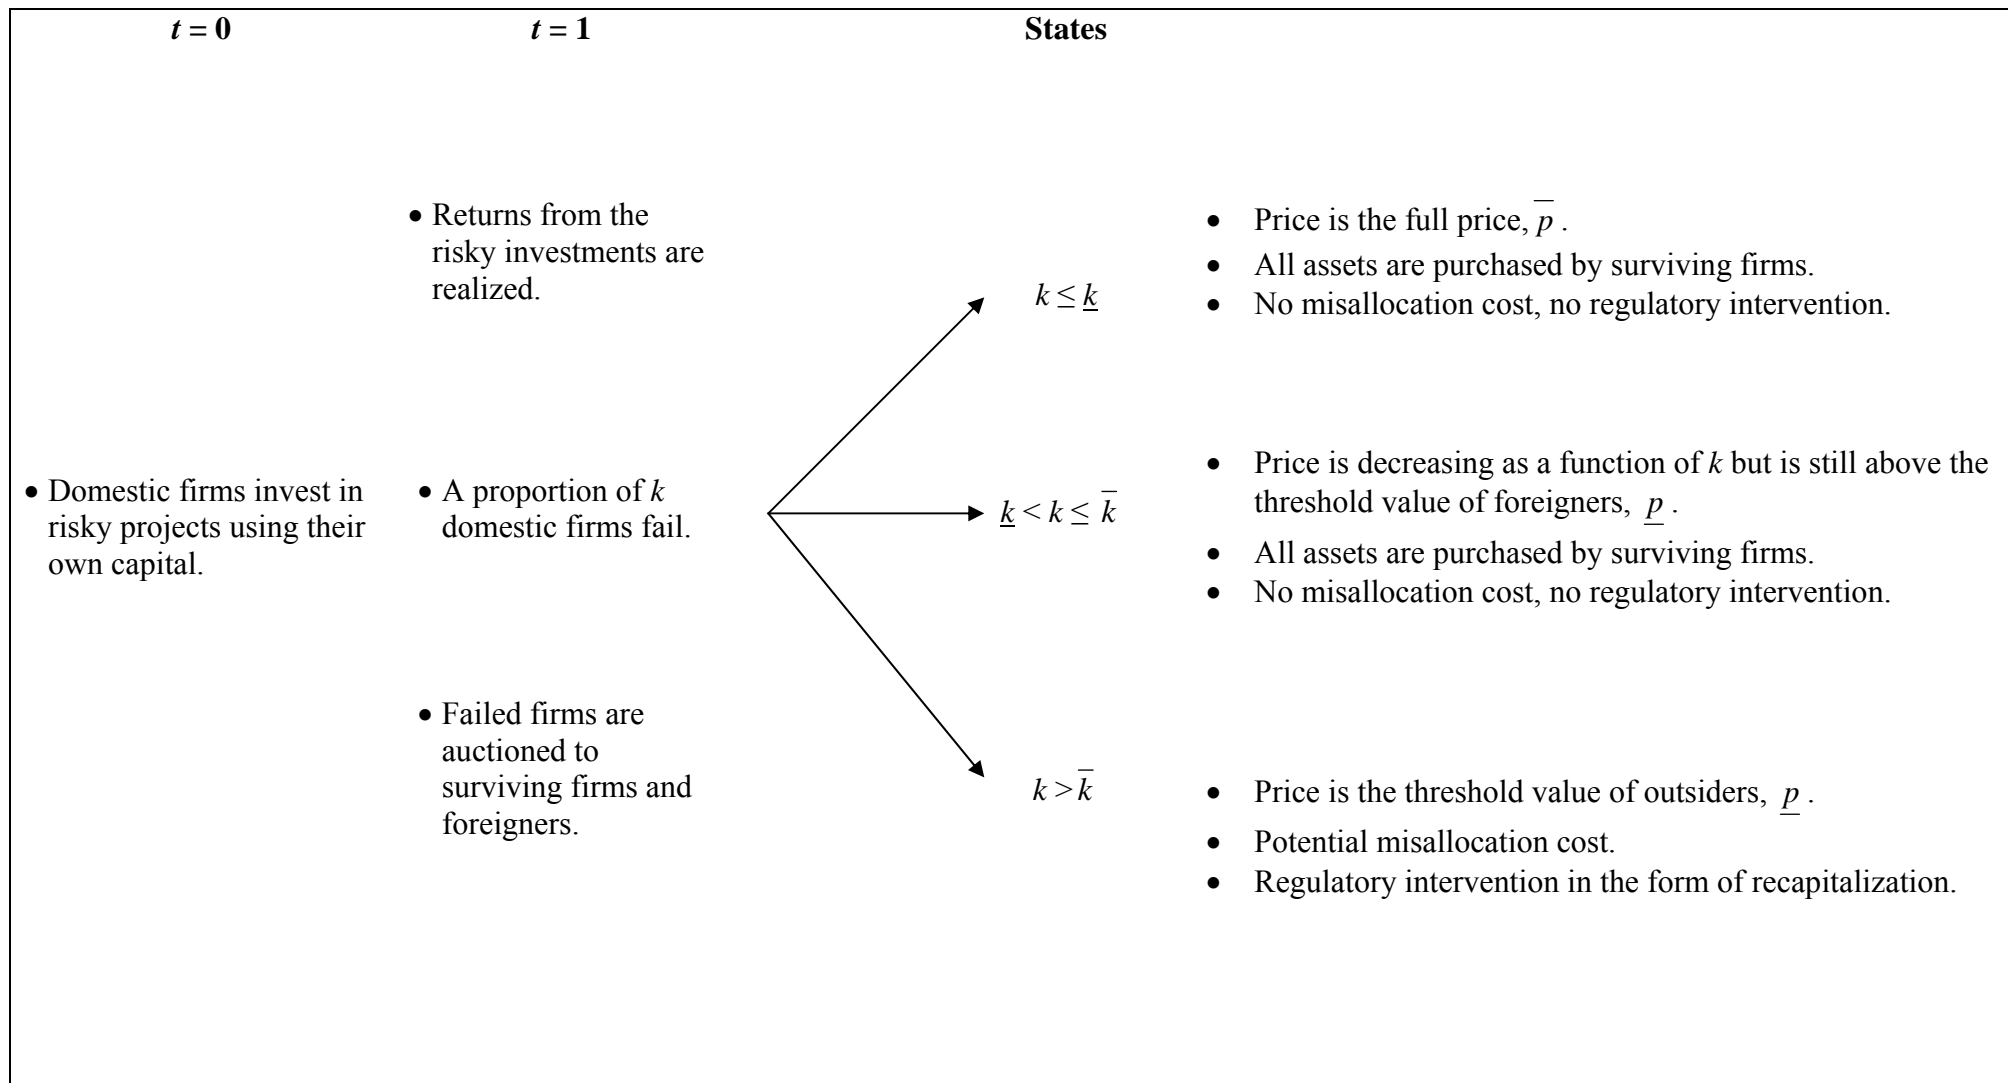 t = 0
t = 1
States
• Domestic firms invest in
risky projects using their
own capital.
• Returns from the
risky investments are
realized.
• A proportion of k
domestic firms fail.
• Failed firms are
auctioned to
surviving firms and
foreigners.
k ≤ k̲
• Price is the full price, p̅ .
• All assets are purchased by surviving firms.
• No misallocation cost, no regulatory intervention.
k̲ < k ≤ k̅
• Price is decreasing as a function of k but is still above the
threshold value of foreigners, p̲ .
• All assets are purchased by surviving firms.
• No misallocation cost, no regulatory intervention.
k > k̅
• Price is the threshold value of outsiders, p̲ .
• Potential misallocation cost.
• Regulatory intervention in the form of recapitalization.